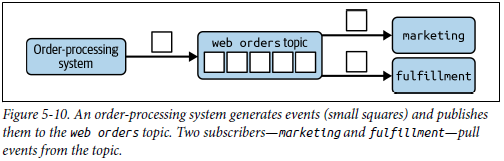 Order-processing
system
web orders topic
marketing
fulfillment
Figure 5-10. An order-processing system generates events (small squares) and publishes
them to the web orders topic. Two subscribers—marketing and fulfillment—pull
events from the topic.